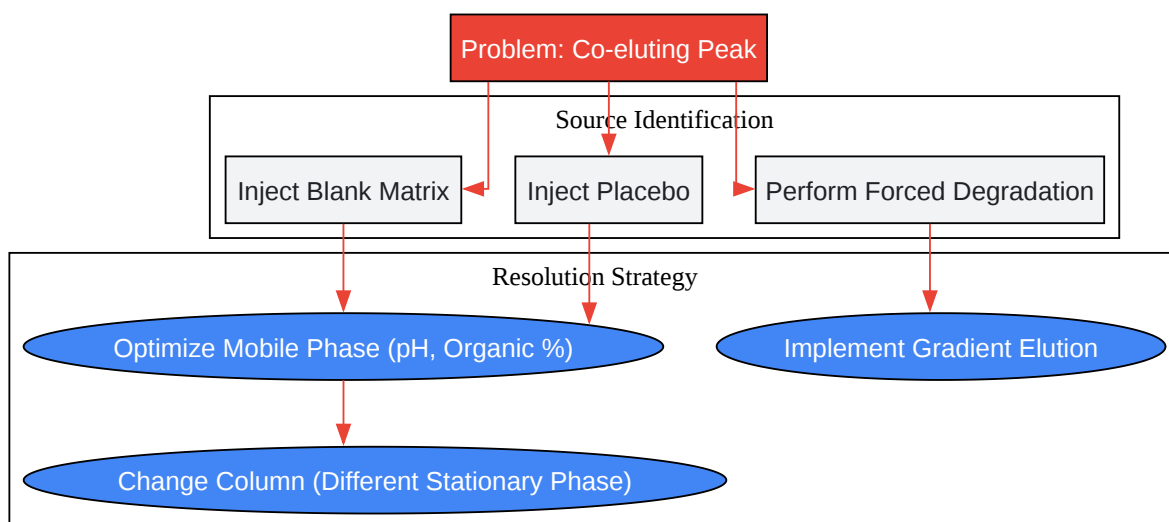 Problem: Co-eluting Peak
Source Identification
Inject Blank Matrix
Inject Placebo
Perform Forced Degradation
Resolution Strategy
Optimize Mobile Phase (pH, Organic %)
Implement Gradient Elution
Change Column (Different Stationary Phase)